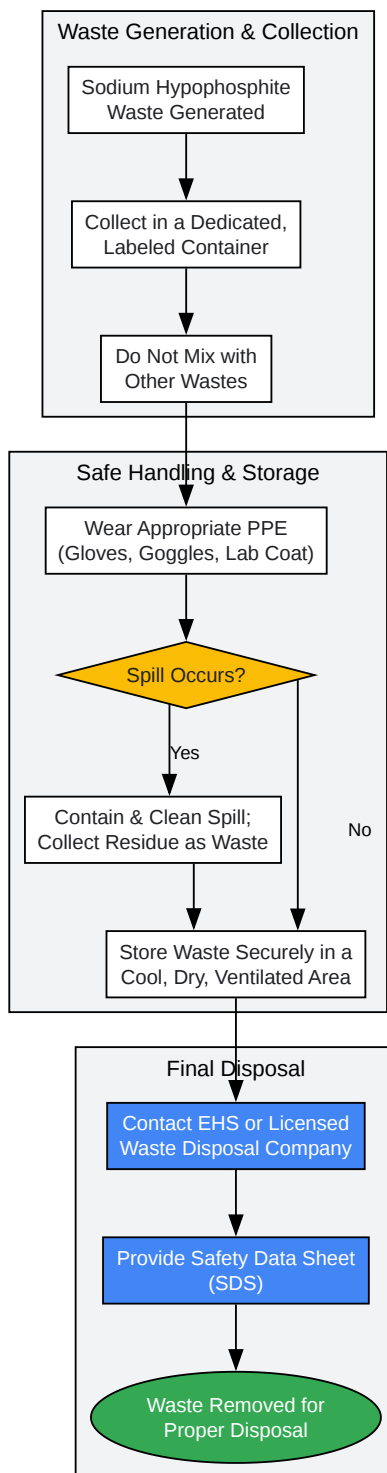 Waste Generation & Collection
Sodium Hypophosphite
Waste Generated
Collect in a Dedicated,
Labeled Container
Do Not Mix with
Other Wastes
Safe Handling & Storage
Wear Appropriate PPE
(Gloves, Goggles, Lab Coat)
Spill Occurs?
Yes
Contain & Clean Spill;
Collect Residue as Waste
No
Store Waste Securely in a
Cool, Dry, Ventilated Area
Final Disposal
Contact EHS or Licensed
Waste Disposal Company
Provide Safety Data Sheet
(SDS)
Waste Removed for
Proper Disposal